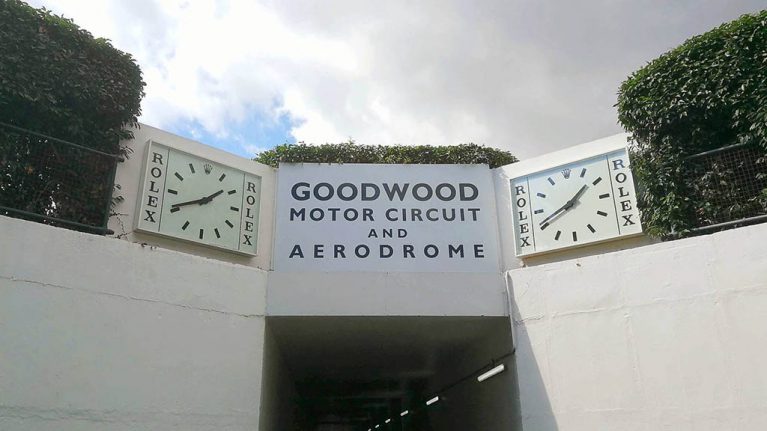 ROLEX
ROLEX
GOODWOOD
MOTOR CIRCUIT
AND
AERODROME
ROLEX
ROLEX